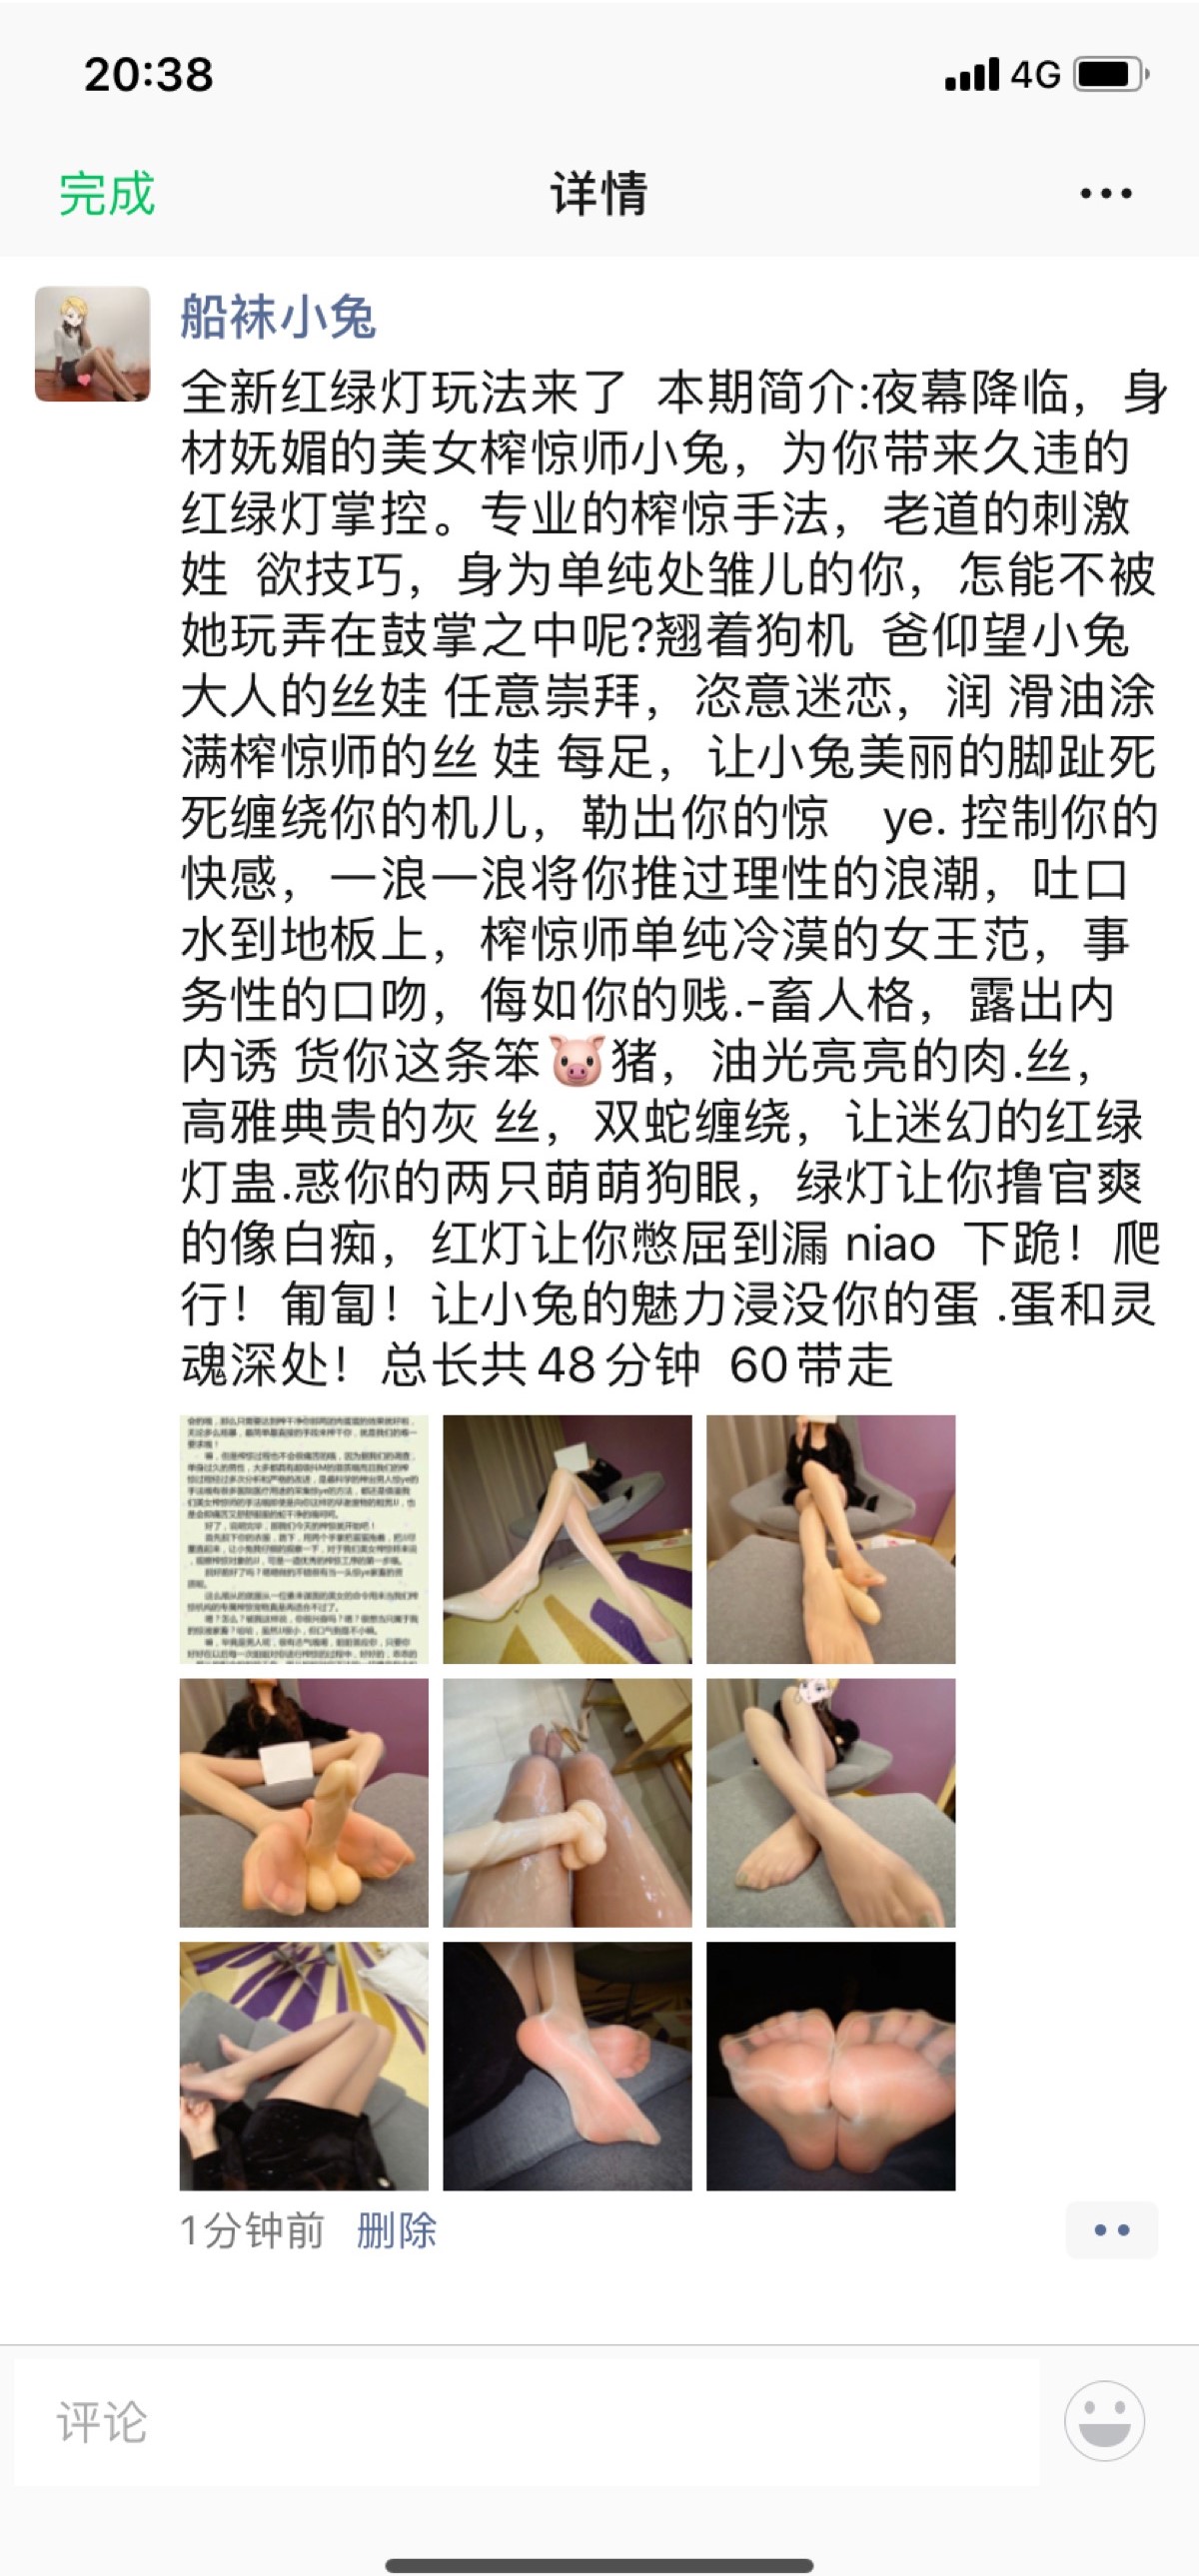 20:38
4G
完成
详情
船袜小兔
全新红绿灯玩法来了 本期简介:夜幕降临，身
材妩媚的美女榨惊师小兔，为你带来久违的
红绿灯掌控。专业的榨惊手法，老道的刺激
姓 欲技巧，身为单纯处雏儿的你，怎能不被
她玩弄在鼓掌之中呢?翘着狗机 爸仰望小兔
大人的丝娃 任意崇拜，恣意迷恋，润 滑油涂
满榨惊师的丝 娃 每足，让小兔美丽的脚趾死
死缠绕你的机儿，勒出你的惊 ye. 控制你的
快感，一浪一浪将你推过理性的浪潮，吐口
水到地板上，榨惊师单纯冷漠的女王范，事
务性的口吻，侮如你的贱.-畜人格，露出内
内诱 货你这条笨🐷猪，油光亮亮的肉.丝，
高雅典贵的灰 丝，双蛇缠绕，让迷幻的红绿
灯蛊.惑你的两只萌萌狗眼，绿灯让你撸官爽
的像白痴，红灯让你憋屈到漏 niao 下跪！爬
行！匍匐！让小兔的魅力浸没你的蛋 .蛋和灵
魂深处！总长共48分钟 60带走
1分钟前 删除
评论